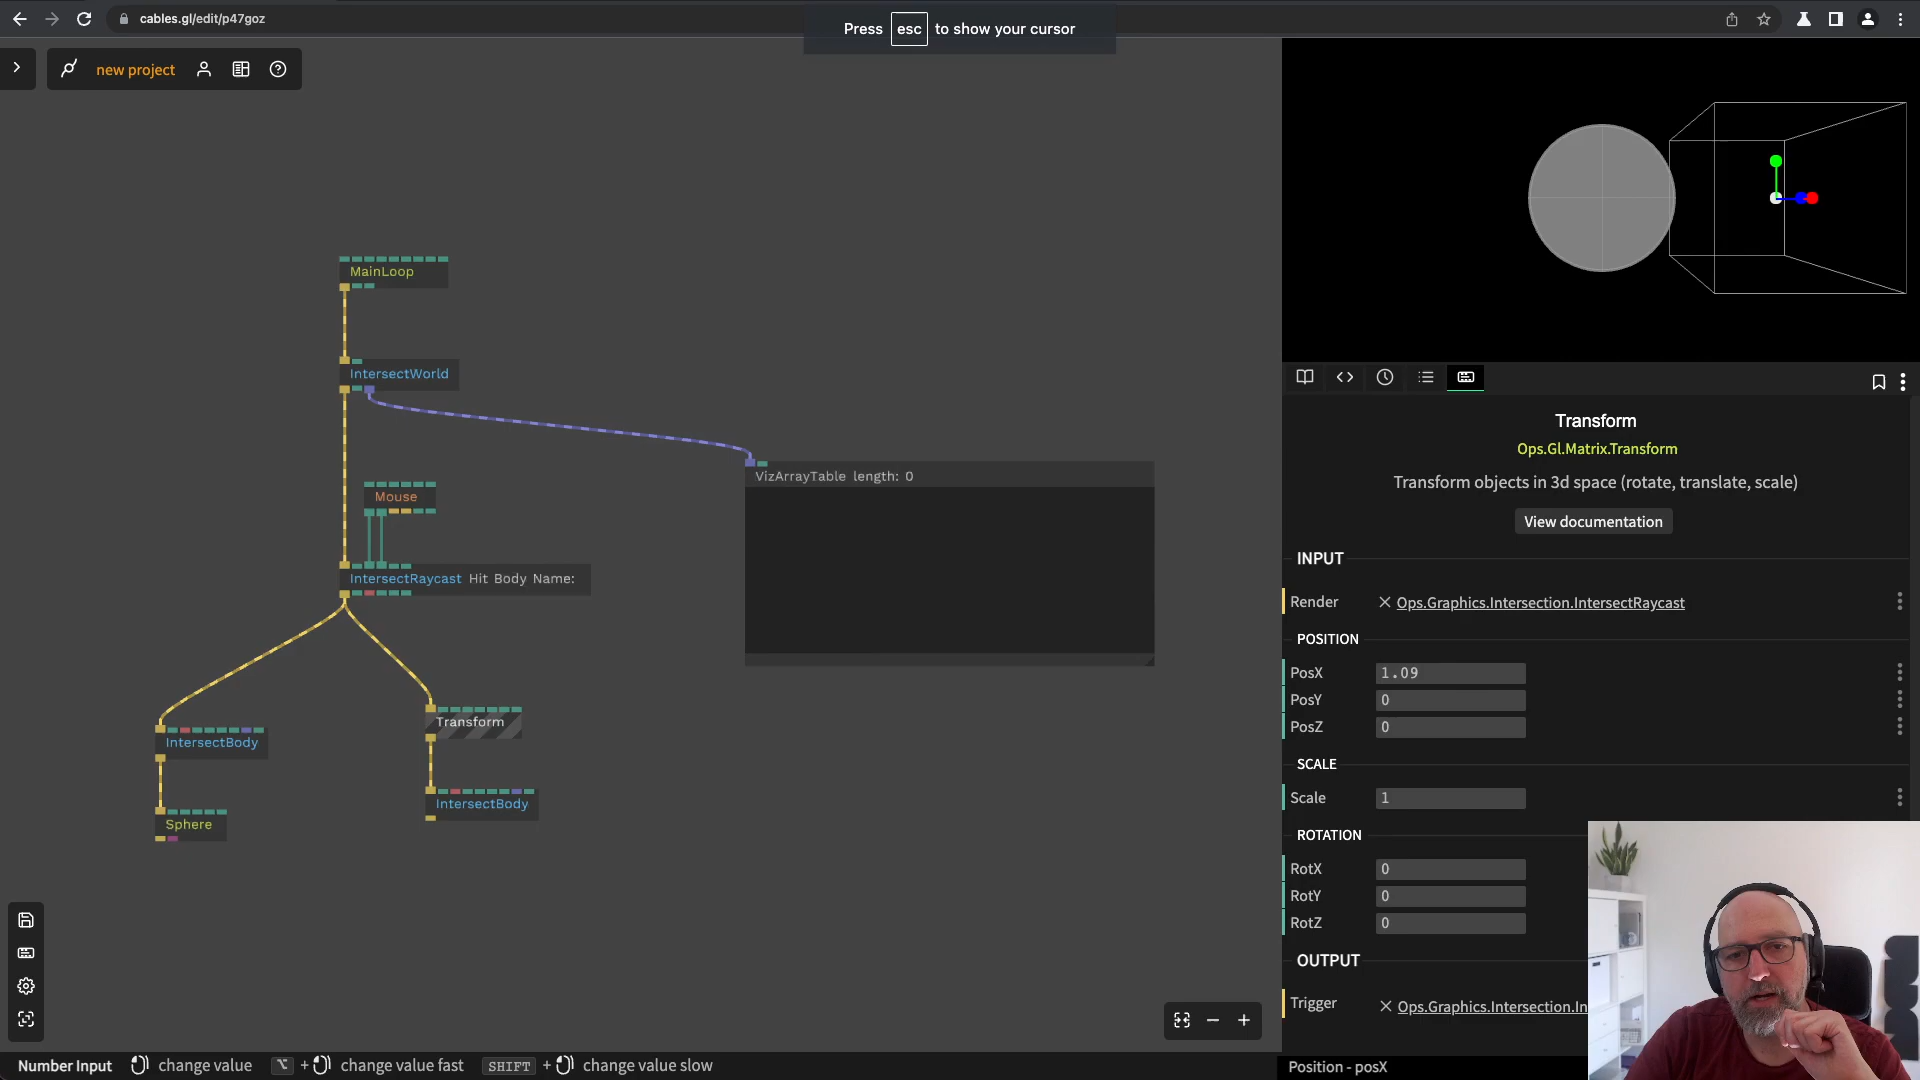 cables.gl/edit/p47goz
Press esc to show your cursor
new project
MainLoop
IntersectWorld
VizArrayTable length: 0
Mouse
IntersectRaycast Hit Body Name:
Transform
IntersectBody
IntersectBody
Sphere
Transform
Ops.Gl.Matrix.Transform
Transform objects in 3d space (rotate, translate, scale)
View documentation
INPUT
Render Ops.Graphics.Intersection.IntersectRaycast
POSITION
PosX 1.09
PosY 0
PosZ 0
SCALE
Scale 1
ROTATION
RotX 0
RotY 0
RotZ 0
OUTPUT
Trigger Ops.Graphics.Intersection.In
Number Input change value + change value fast SHIFT + change value slow
Position - posX